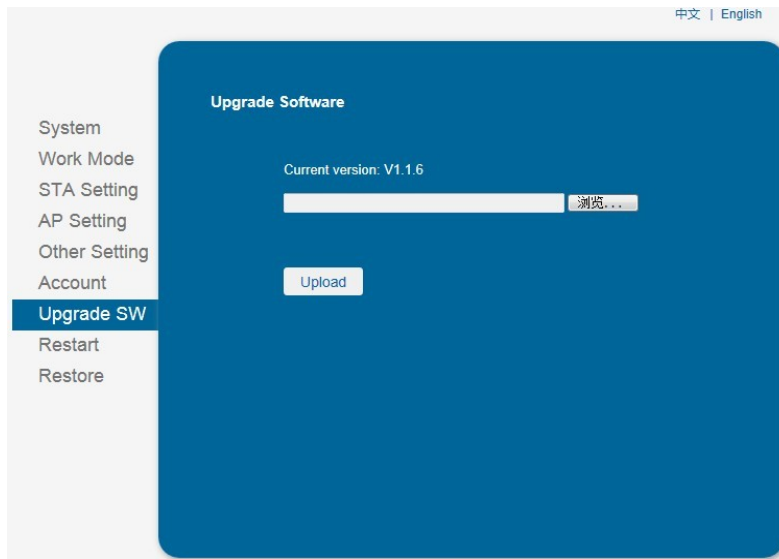 中文 | English
Upgrade Software
System
Work Mode
STA Setting
AP Setting
Other Setting
Account
Upgrade SW
Restart
Restore
Current version: V1.1.6
浏览...
Upload